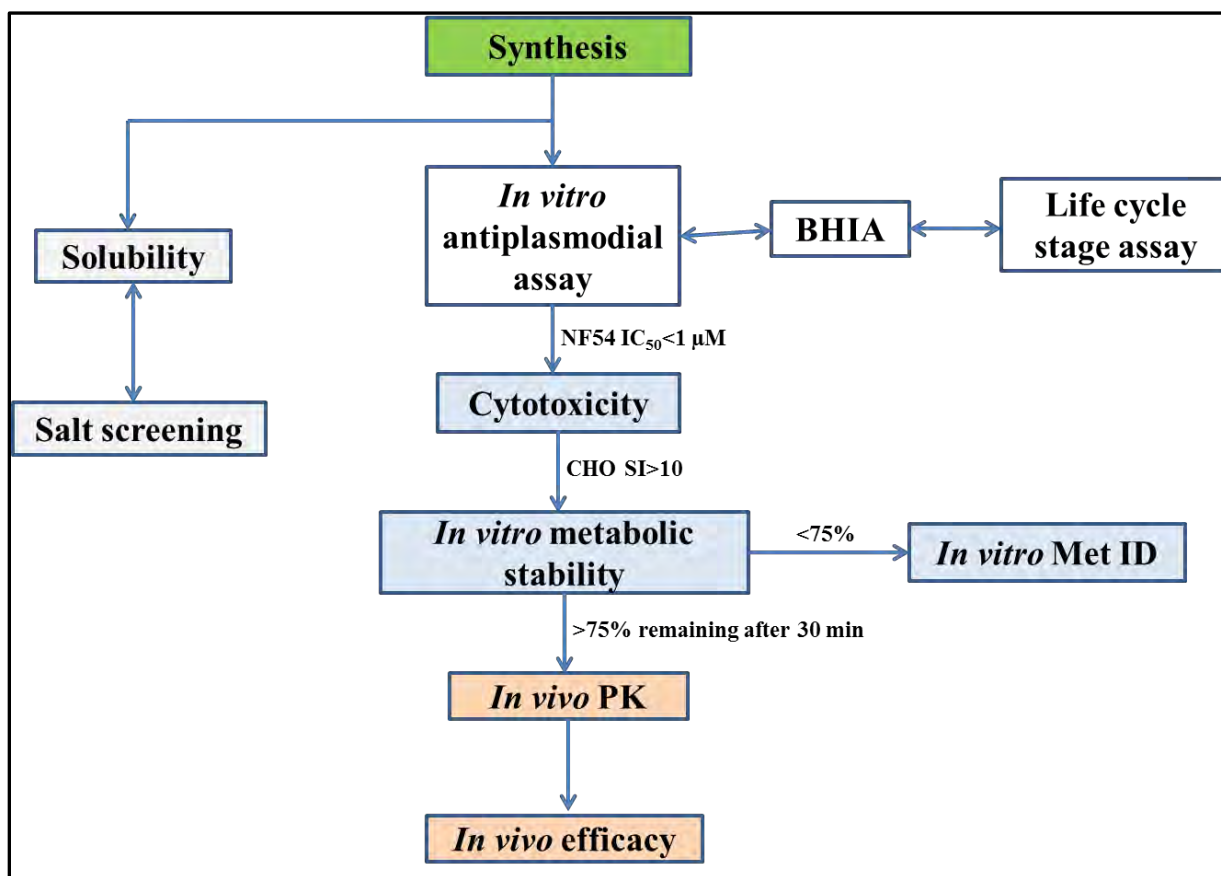 Synthesis
In vitro
antiplasmodial
assay
BHIA
Life cycle
stage assay
Solubility
NF54 IC₅₀<1 µM
Cytotoxicity
Salt screening
CHO SI>10
In vitro metabolic
stability
<75%
In vitro Met ID
>75% remaining after 30 min
In vivo PK
In vivo efficacy